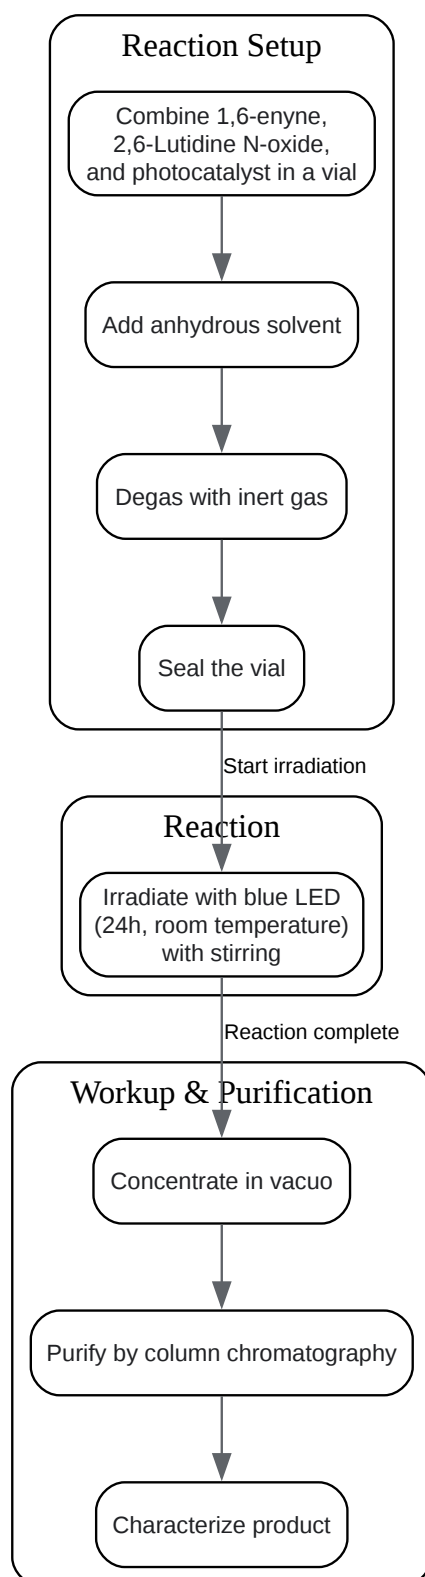 Reaction Setup
Combine 1,6-enyne,
2,6-Lutidine N-oxide,
and photocatalyst in a vial
Add anhydrous solvent
Degas with inert gas
Seal the vial
Start irradiation
Reaction
Irradiate with blue LED
(24h, room temperature)
with stirring
Reaction complete
Workup & Purification
Concentrate in vacuo
Purify by column chromatography
Characterize product